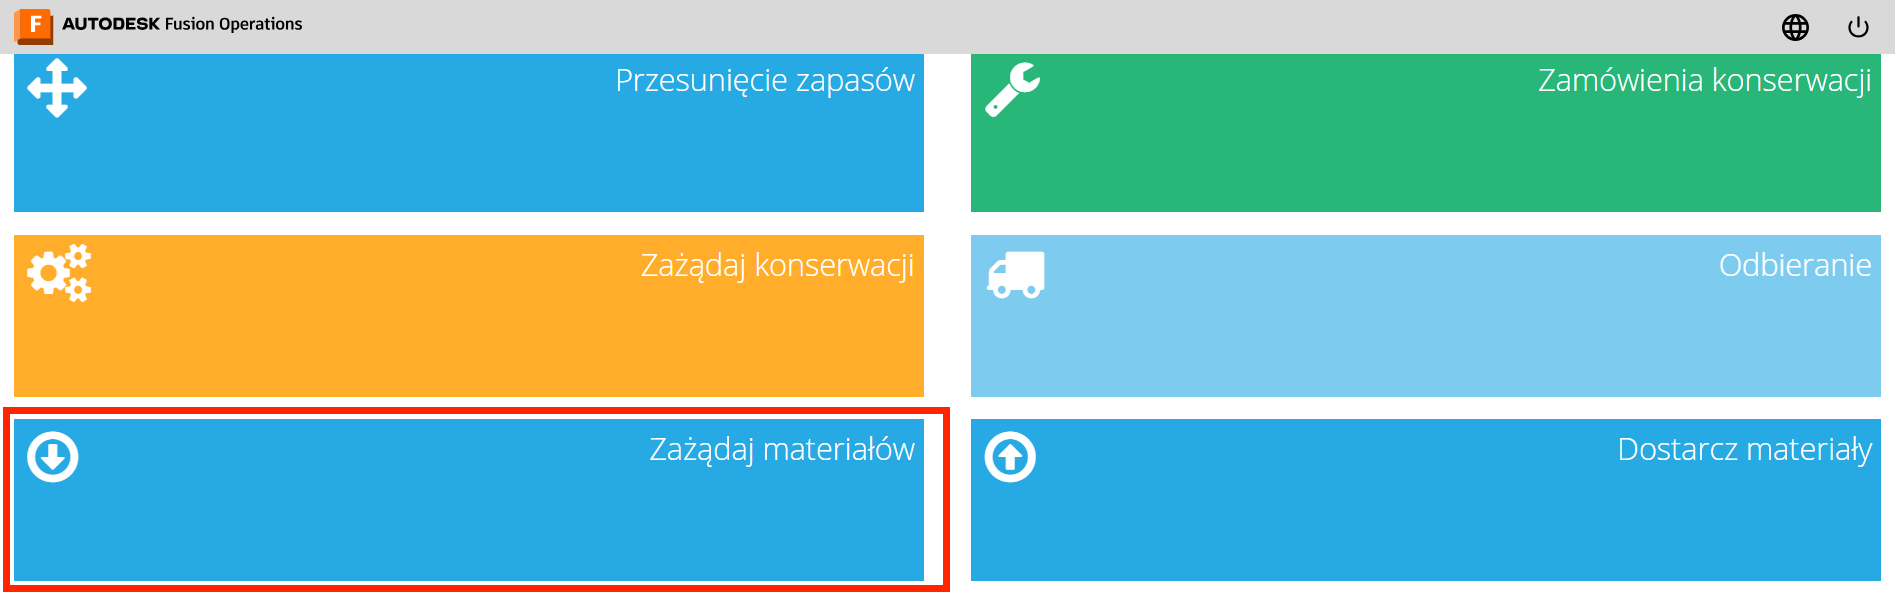 F AUTODESK Fusion Operations
Przesunięcie zapasów
Zamówienia konserwacji
Zażądaj konserwacji
Odbieranie
Zażądaj materiałów
Dostarcz materiały